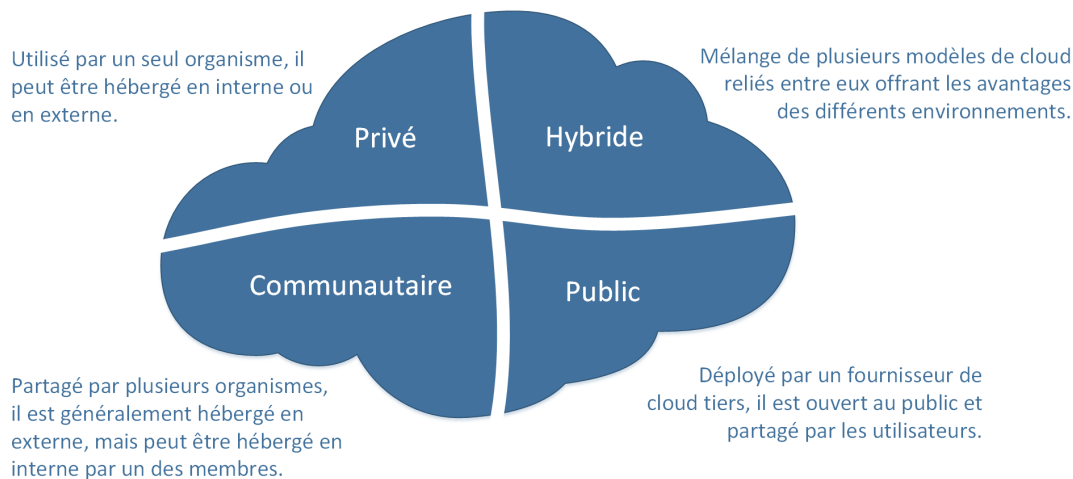 Utilisé par un seul organisme, il
peut être hébergé en interne ou
en externe.
Mélange de plusieurs modèles de cloud
reliés entre eux offrant les avantages
des différents environnements.
Privé
Hybride
Communautaire
Public
Partagé par plusieurs organismes,
il est généralement hébergé en
externe, mais peut être hébergé en
interne par un des membres.
Déployé par un fournisseur de
cloud tiers, il est ouvert au public et
partagé par les utilisateurs.